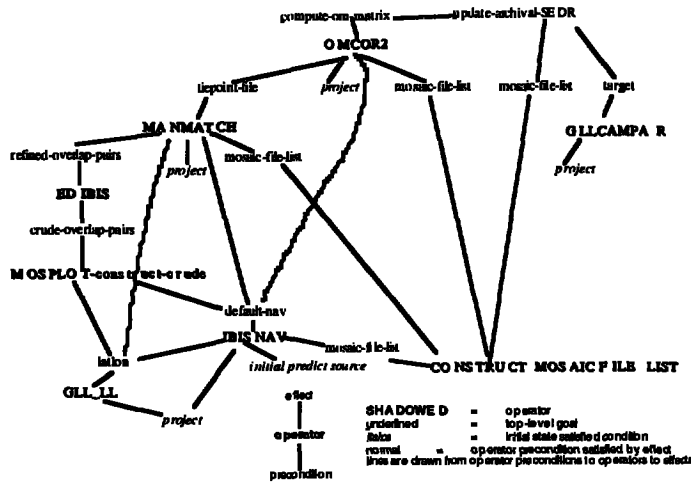 compute-om-matrix update-archival-SEDR
OMCOR2
tiepoint-file project mosaic-file-list mosaic-file-list target
MANMATCH GLLCAMPAR
refined-overlap-pairs project mosaic-file-list project
EDIBIS
crude-overlap-pairs
MOSPLOT-construct-crude
default-nav
IBISNAV mosaic-file-list
latlon initial predict source CONSTRUCT MOSAIC FILE LIST
GLL_LL
project
effect
operator
precondition
SHADOWED = operator
underlined = top-level goal
italics = initial state satisfied condition
normal = operator precondition satisfied by effect
lines are drawn from operator preconditions to operators to effects